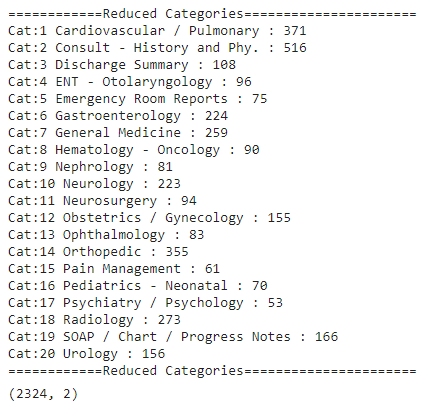 ============Reduced Categories======================
Cat:1 Cardiovascular / Pulmonary : 371
Cat:2 Consult - History and Phy. : 516
Cat:3 Discharge Summary : 108
Cat:4 ENT - Otolaryngology : 96
Cat:5 Emergency Room Reports : 75
Cat:6 Gastroenterology : 224
Cat:7 General Medicine : 259
Cat:8 Hematology - Oncology : 90
Cat:9 Nephrology : 81
Cat:10 Neurology : 223
Cat:11 Neurosurgery : 94
Cat:12 Obstetrics / Gynecology : 155
Cat:13 Ophthalmology : 83
Cat:14 Orthopedic : 355
Cat:15 Pain Management : 61
Cat:16 Pediatrics - Neonatal : 70
Cat:17 Psychiatry / Psychology : 53
Cat:18 Radiology : 273
Cat:19 SOAP / Chart / Progress Notes : 166
Cat:20 Urology : 156
============Reduced Categories======================
(2324, 2)